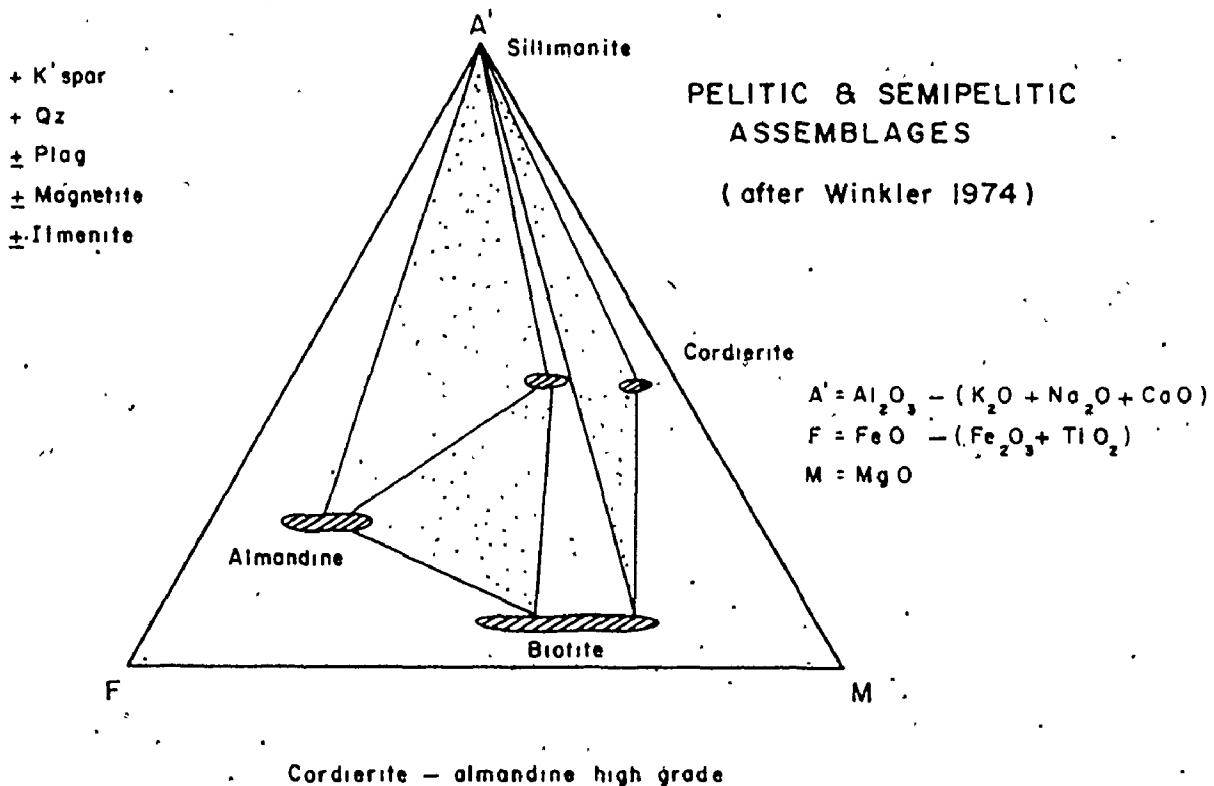 A'
Sillimanite
+ K'spar
+ Qz
± Plag
± Magnetite
± Ilmenite
PELITIC & SEMIPELITIC
ASSEMBLAGES
(after Winkler 1974)
Cordierite
A' = Al₂O₃ – (K₂O + Na₂O + CaO)
F = FeO – (Fe₂O₃ + TiO₂)
M = MgO
Almandine
Biotite
F
M
Cordierite – almandine high grade